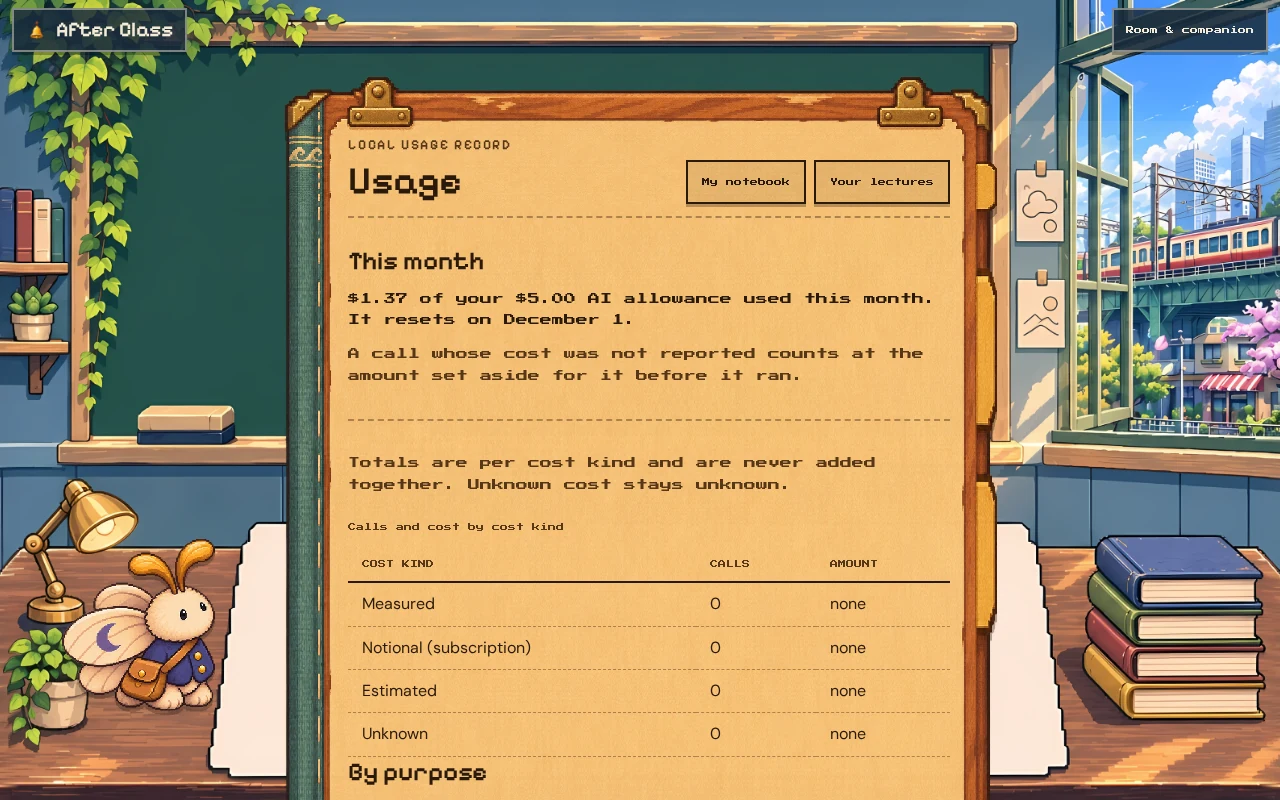 After Class
Room & companion
LOCAL USAGE RECORD
Usage
My notebook
Your lectures
This month
$1.37 of your $5.00 AI allowance used this month.
It resets on December 1.
A call whose cost was not reported counts at the
amount set aside for it before it ran.
Totals are per cost kind and are never added
together. Unknown cost stays unknown.
Calls and cost by cost kind
COST KIND CALLS AMOUNT
Measured 0 none
Notional (subscription) 0 none
Estimated 0 none
Unknown 0 none
By purpose